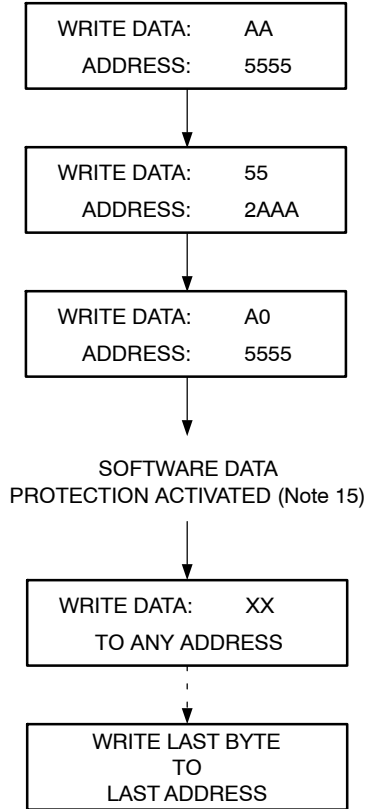 WRITE DATA: AA
ADDRESS: 5555
WRITE DATA: 55
ADDRESS: 2AAA
WRITE DATA: A0
ADDRESS: 5555
SOFTWARE DATA
PROTECTION ACTIVATED (Note 15)
WRITE DATA: XX
TO ANY ADDRESS
WRITE LAST BYTE
TO
LAST ADDRESS